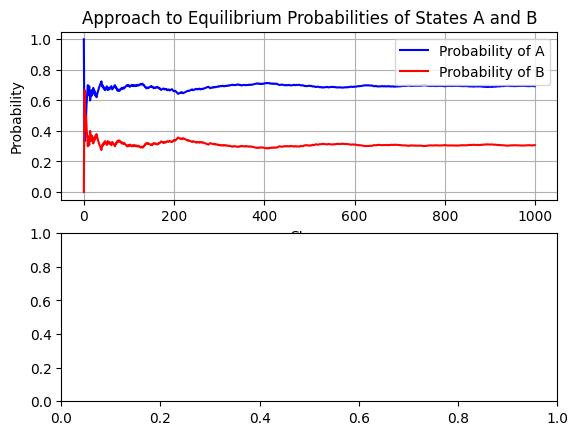 Approach to Equilibrium Probabilities of States A and B
1.0
0.8
0.6
0.4
0.2
0.0
Probability
Probability of A
Probability of B
0 200 400 600 800 1000
1.0
0.8
0.6
0.4
0.2
0.0
0.0 0.2 0.4 0.6 0.8 1.0